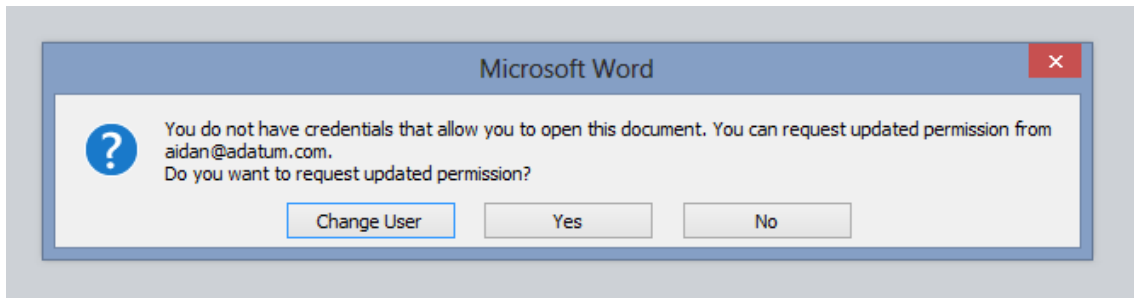 Microsoft Word
You do not have credentials that allow you to open this document. You can request updated permission from
aidan@adatum.com.
Do you want to request updated permission?
Change User Yes No